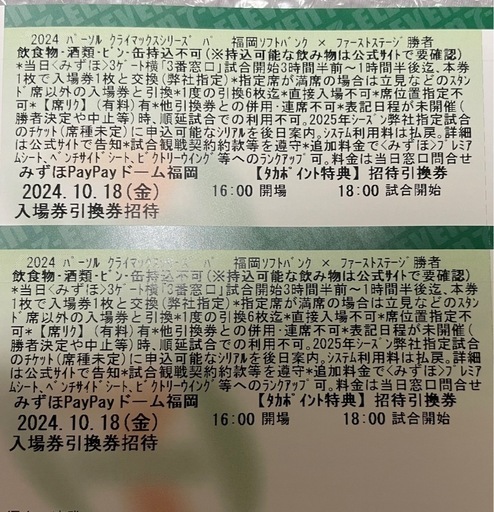 2024 パーソル クライマックスシリーズ パ 福岡ソフトバンク × ファーストステージ勝者
飲食物・酒類・ビン・缶持込不可(※持込可能な飲み物は公式サイトで要確認)
*当日<みずほ>3ゲート横「3番窓口」試合開始3時間半前～1時間半後迄、本券
1枚で入場券1枚と交換(弊社指定)*指定席が満席の場合は立見などのスタン
ド席以外の入場券と引換*1度の引換6枚迄*直接入場不可*席位置指定不
可*【席リク】(有料)有*他引換券との併用・連席不可*表記日程が未開催(
勝者決定や中止等)時、順延試合での利用不可。2025年シーズン弊社指定試合
のチケット(席種未定)に申込可能なシリアルを後日案内。システム利用料は払戻。詳細
は公式サイトで告知*試合観戦契約約款等を遵守*追加料金で<みずほ>プレミア
ムシート、ベンチサイドシート、ビクトリーウイング等へのランクアップ可。料金は当日窓口問合せ
みずほPayPayドーム福岡 【タカポイント特典】招待引換券
2024.10.18(金) 16:00 開場 18:00 試合開始
入場券引換券招待
2024 パーソル クライマックスシリーズ パ 福岡ソフトバンク × ファーストステージ勝者
飲食物・酒類・ビン・缶持込不可(※持込可能な飲み物は公式サイトで要確認)
*当日<みずほ>3ゲート横「3番窓口」試合開始3時間半前～1時間半後迄、本券
1枚で入場券1枚と交換(弊社指定)*指定席が満席の場合は立見などのスタン
ド席以外の入場券と引換*1度の引換6枚迄*直接入場不可*席位置指定不
可*【席リク】(有料)有*他引換券との併用・連席不可*表記日程が未開催(
勝者決定や中止等)時、順延試合での利用不可。2025年シーズン弊社指定試合
のチケット(席種未定)に申込可能なシリアルを後日案内。システム利用料は払戻。詳細
は公式サイトで告知*試合観戦契約約款等を遵守*追加料金で<みずほ>プレミア
ムシート、ベンチサイドシート、ビクトリーウイング等へのランクアップ可。料金は当日窓口問合せ
みずほPayPayドーム福岡 【タカポイント特典】招待引換券
2024.10.18(金) 16:00 開場 18:00 試合開始
入場券引換券招待